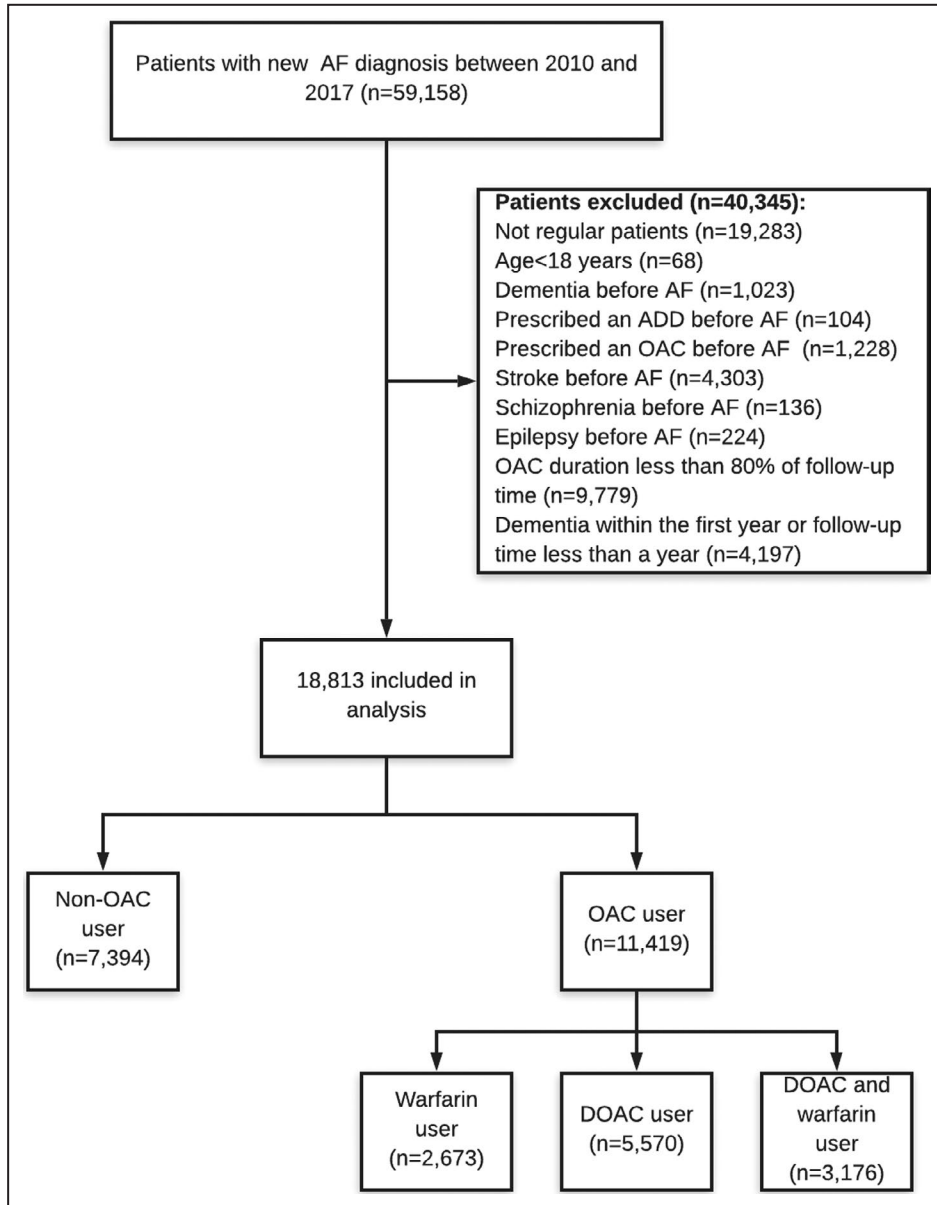 Patients with new AF diagnosis between 2010 and
2017 (n=59,158)
Patients excluded (n=40,345):
Not regular patients (n=19,283)
Age<18 years (n=68)
Dementia before AF (n=1,023)
Prescribed an ADD before AF (n=104)
Prescribed an OAC before AF (n=1,228)
Stroke before AF (n=4,303)
Schizophrenia before AF (n=136)
Epilepsy before AF (n=224)
OAC duration less than 80% of follow-up
time (n=9,779)
Dementia within the first year or follow-up
time less than a year (n=4,197)
18,813 included in
analysis
Non-OAC
user
(n=7,394)
OAC user
(n=11,419)
Warfarin
user
(n=2,673)
DOAC user
(n=5,570)
DOAC and
warfarin
user
(n=3,176)